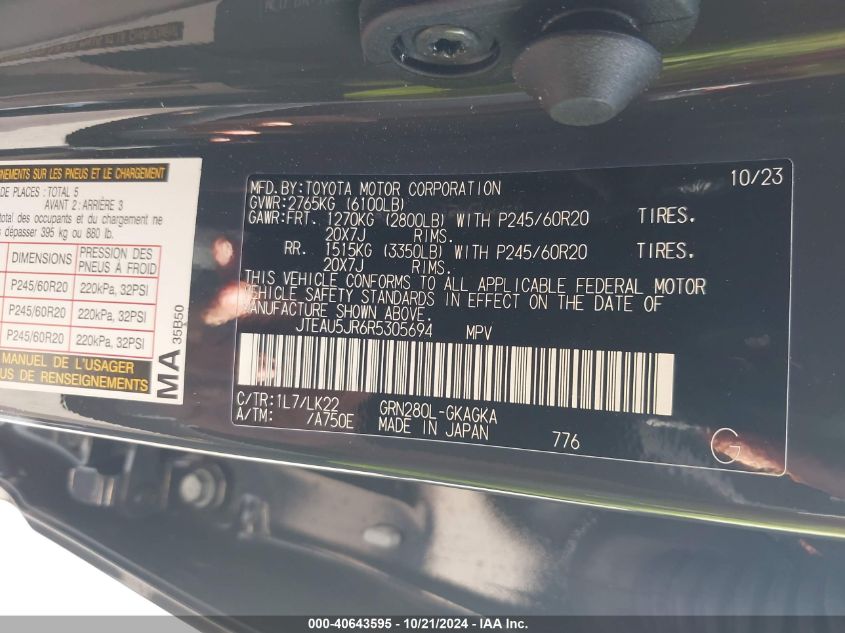 RNEMENTS SUR LES PNEUS ET LE CHARGEMENT
DE PLACES : TOTAL 5
AVANT 2 : ARRIÈRE 3
total des occupants et du chargement ne
dépasser 395 kg ou 880 lb.
DIMENSIONS PRESSION DES PNEUS À FROID
P245/60R20 220kPa, 32PSI
P245/60R20 220kPa, 32PSI
P245/60R20 220kPa, 32PSI
MANUEL DE L'USAGER
US DE RENSEIGNEMENTS
MA 35B50
MFD. BY:TOYOTA MOTOR CORPORATION 10/23
GVWR:2765KG (6100LB)
GAWR:FRT. 1270KG (2800LB) WITH P245/60R20 TIRES.
20X7J RIMS.
RR. 1515KG (3350LB) WITH P245/60R20 TIRES.
20X7J RIMS.
THIS VEHICLE CONFORMS TO ALL APPLICABLE FEDERAL MOTOR
VEHICLE SAFETY STANDARDS IN EFFECT ON THE DATE OF
MANUFACTURE SHOWN ABOVE.
JTEAU5JR6R5305694 MPV
C/TR:1L7/LK22 GRN280L-GKAGKA
A/TM: /A750E MADE IN JAPAN 776 G
000-40643595 - 10/21/2024 - IAA Inc.